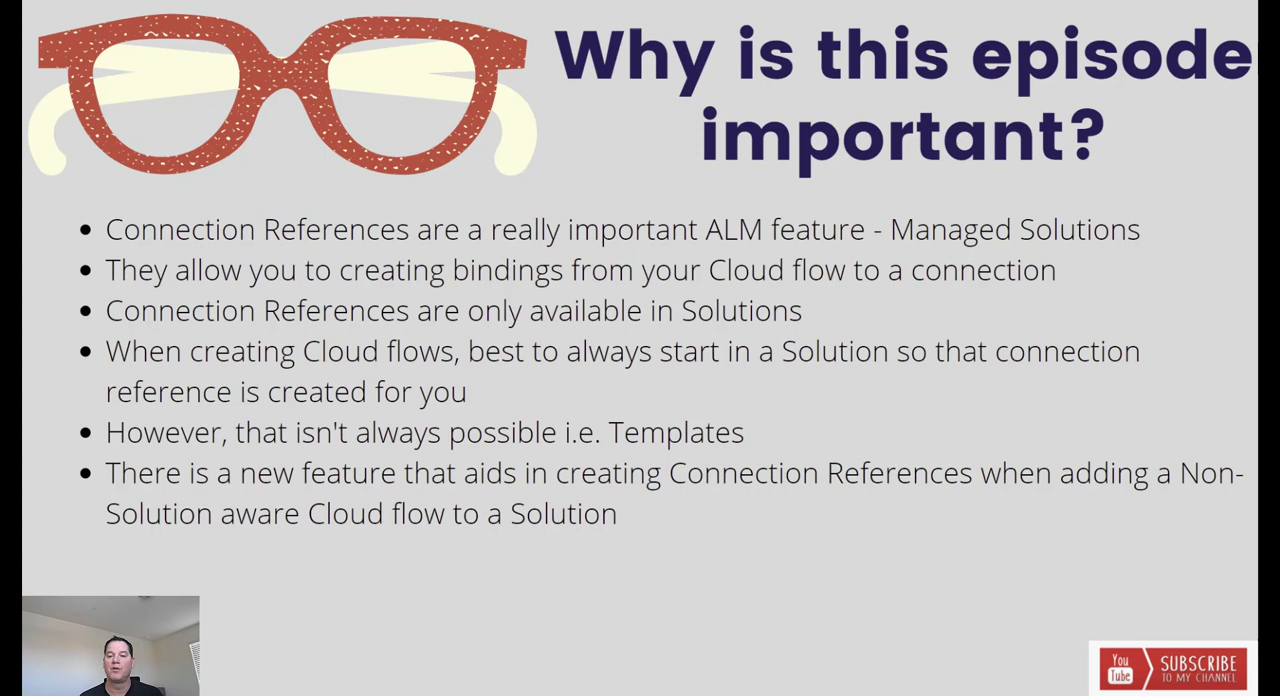 Why is this episode
important?
• Connection References are a really important ALM feature - Managed Solutions
• They allow you to creating bindings from your Cloud flow to a connection
• Connection References are only available in Solutions
• When creating Cloud flows, best to always start in a Solution so that connection
reference is created for you
• However, that isn't always possible i.e. Templates
• There is a new feature that aids in creating Connection References when adding a Non-
Solution aware Cloud flow to a Solution
You
Tube
SUBSCRIBE
TO MY CHANNEL